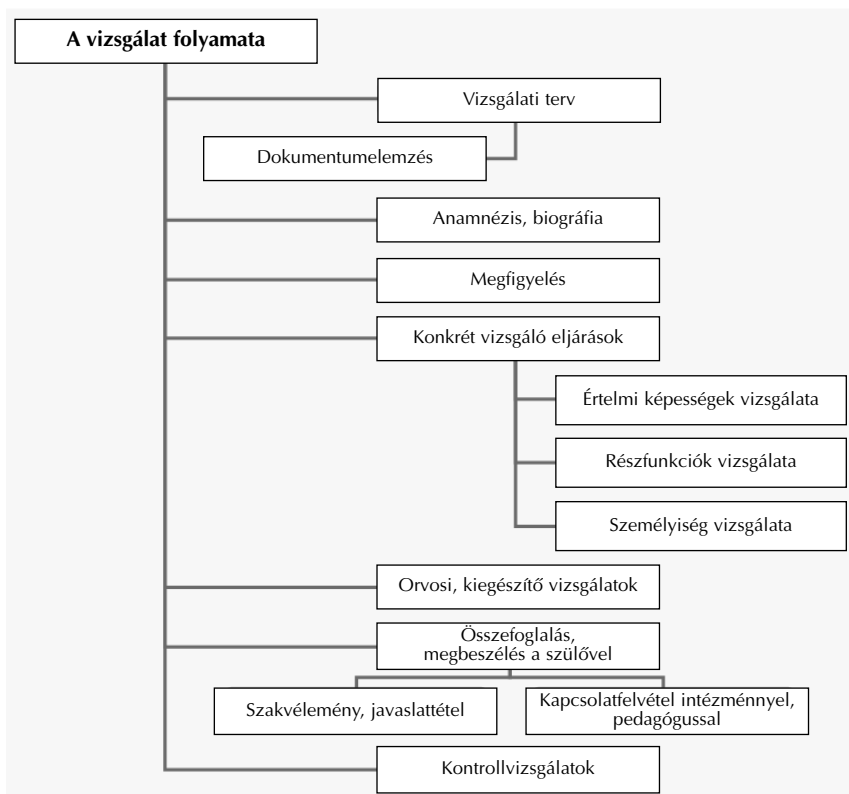 A vizsgálat folyamata
Vizsgálati terv
Dokumentumelemzés
Anamnézis, biográfia
Megfigyelés
Konkrét vizsgáló eljárások
Értelmi képességek vizsgálata
Részfunkciók vizsgálata
Személyiség vizsgálata
Orvosi, kiegészítő vizsgálatok
Összefoglalás,
megbeszélés a szülővel
Szakvélemény, javaslattétel
Kapcsolatfelvétel intézménnyel,
pedagógussal
Kontrollvizsgálatok